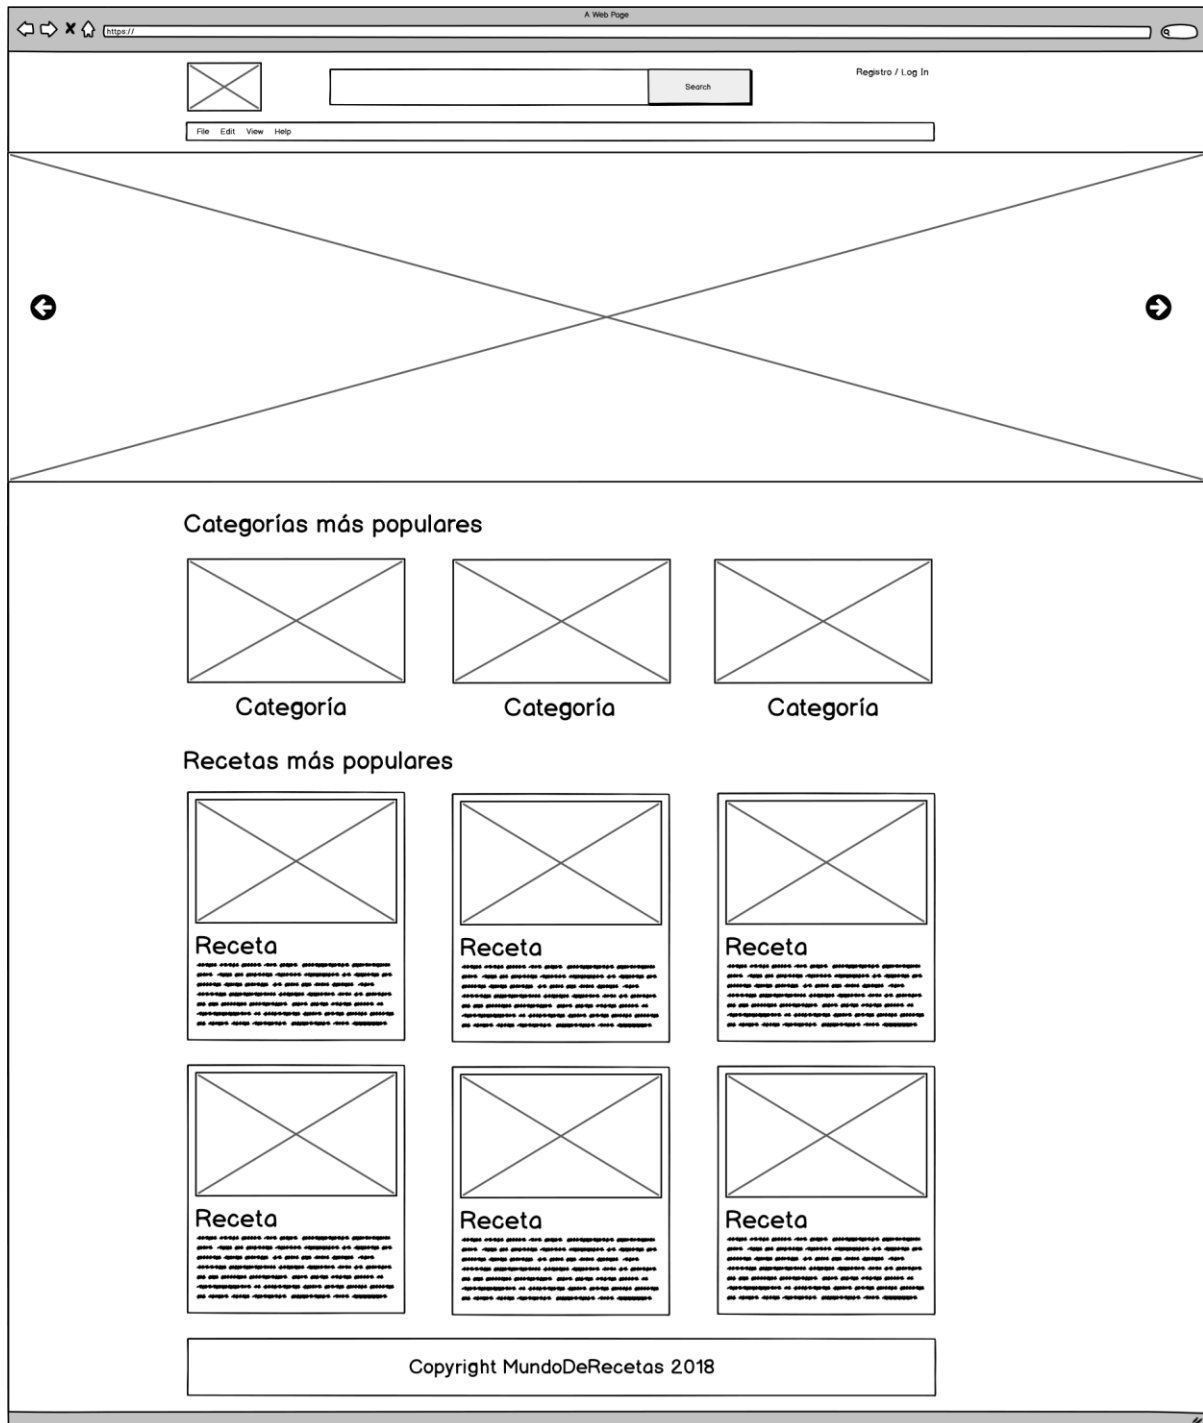 A Web Page
https://
Search
Registro / Log In
File Edit View Help
Categorías más populares
Categoría Categoría Categoría
Recetas más populares
Receta Receta Receta
Receta Receta Receta
Copyright MundoDeRecetas 2018